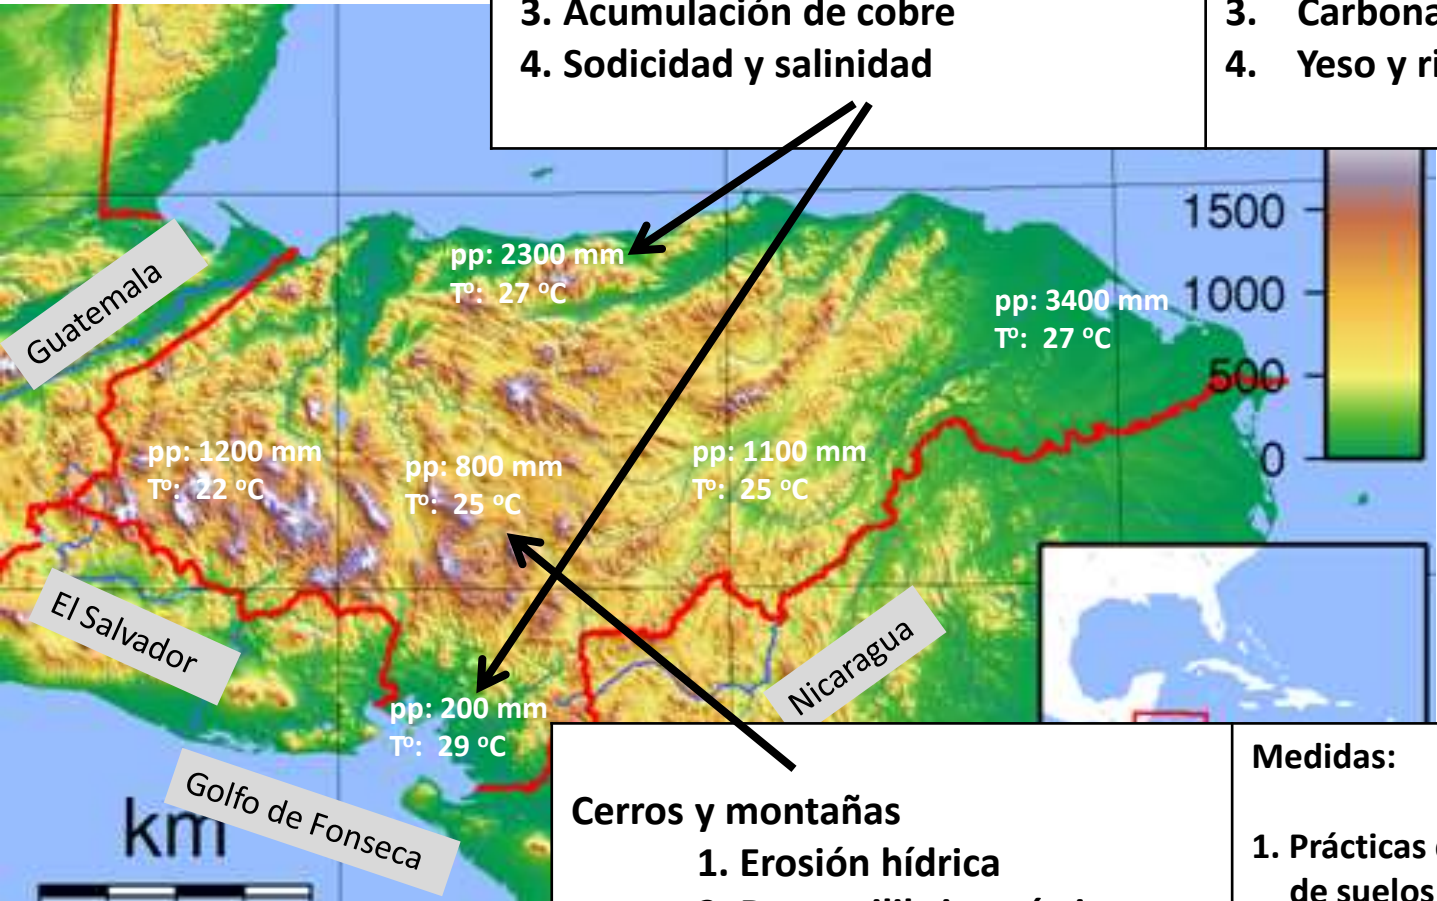 3. Acumulación de cobre
4. Sodicidad y salinidad
3.
4. Yeso y
1500
Guatemala
pp: 2300 mm
Tº: 27 ºC
pp: 3400 mm
Tº: 27 ºC
1000
500
pp: 1200 mm
Tº: 22 ºC
pp: 800 mm
Tº: 25 ºC
pp: 1100 mm
Tº: 25 ºC
0
El Salvador
Nicaragua
pp: 200 mm
Tº: 29 ºC
Golfo de Fonseca
km
Cerros y montañas
1. Erosión hídrica
Medidas:
1. Prácticas
de suelos